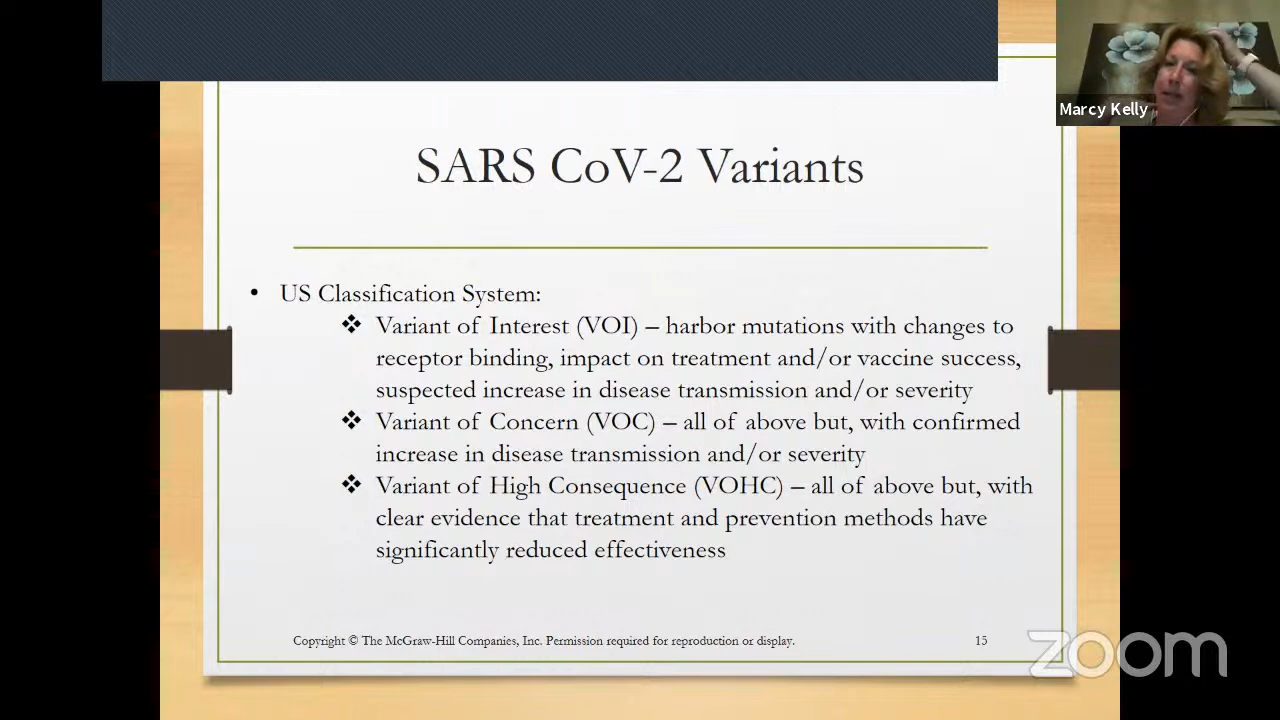 Marcy Kelly
SARS CoV-2 Variants
• US Classification System:
❖ Variant of Interest (VOI) – harbor mutations with changes to
receptor binding, impact on treatment and/or vaccine success,
suspected increase in disease transmission and/or severity
❖ Variant of Concern (VOC) – all of above but, with confirmed
increase in disease transmission and/or severity
❖ Variant of High Consequence (VOHC) – all of above but, with
clear evidence that treatment and prevention methods have
significantly reduced effectiveness
Copyright © The McGraw-Hill Companies, Inc. Permission required for reproduction or display.
15
zoom